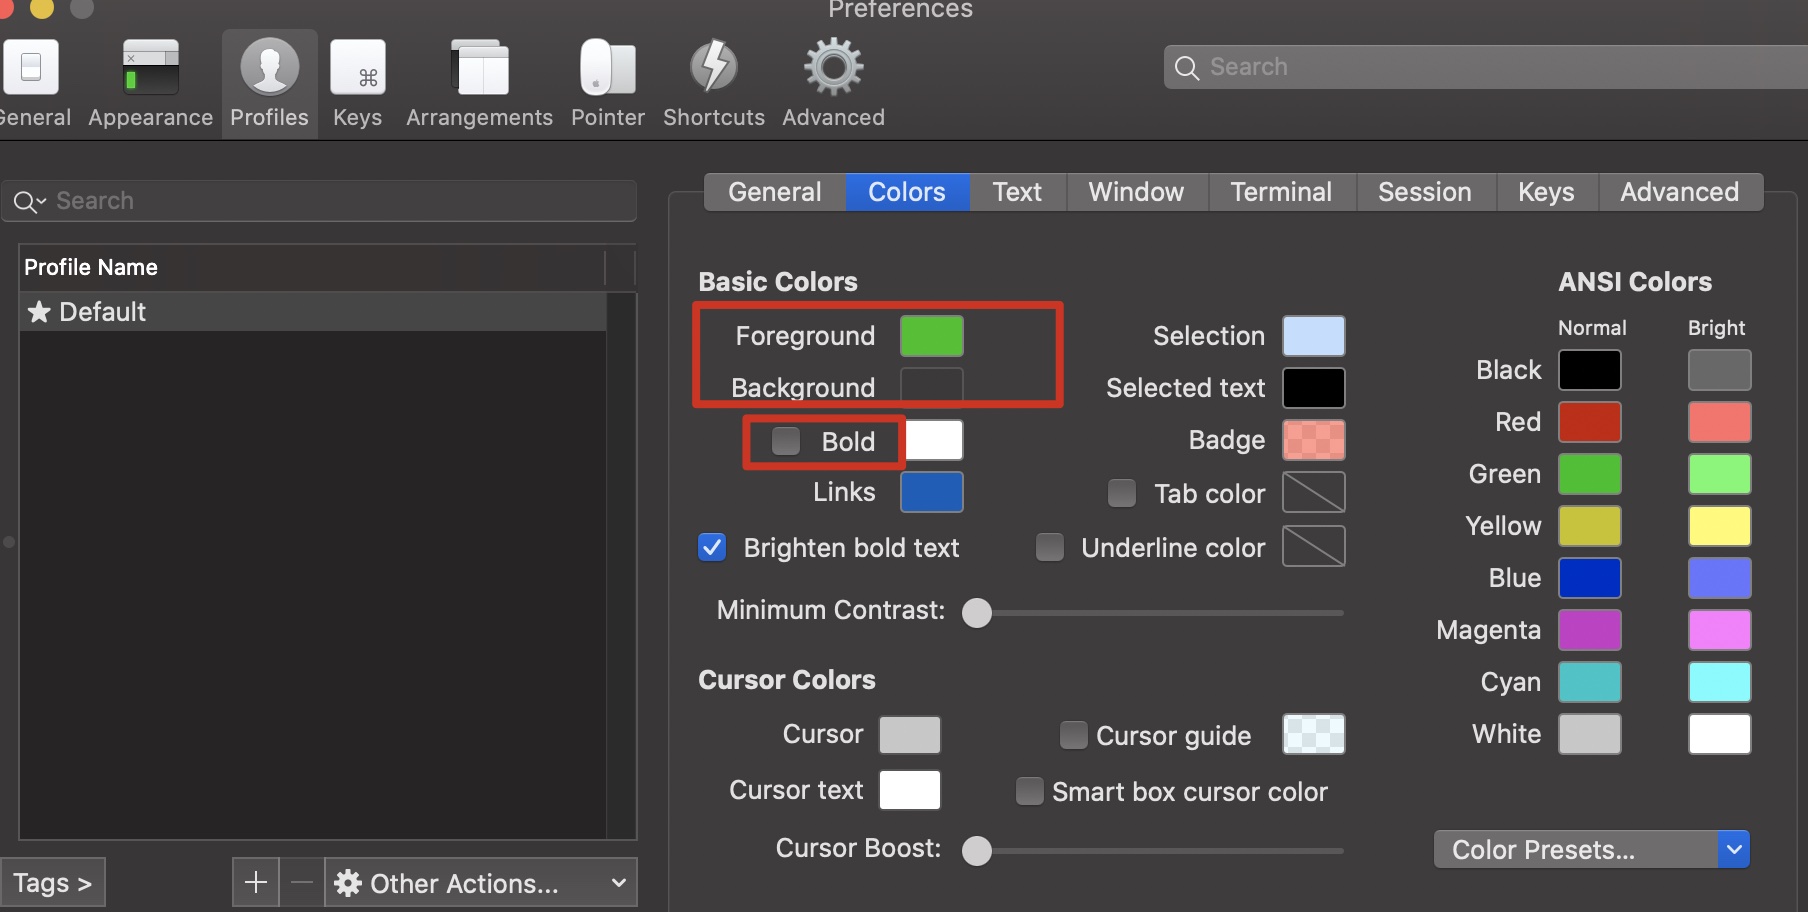 Preferences
General
Appearance
Profiles
Keys
Arrangements
Pointer
Shortcuts
Advanced
Search
Search
Profile Name
★ Default
Tags >
+
−
Other Actions...
General
Colors
Text
Window
Terminal
Session
Keys
Advanced
Basic Colors
Foreground
Background
Bold
Links
Brighten bold text
Selection
Selected text
Badge
Tab color
Underline color
Minimum Contrast:
Cursor Colors
Cursor
Cursor text
Cursor guide
Smart box cursor color
Cursor Boost:
ANSI Colors
Normal Bright
Black
Red
Green
Yellow
Blue
Magenta
Cyan
White
Color Presets...